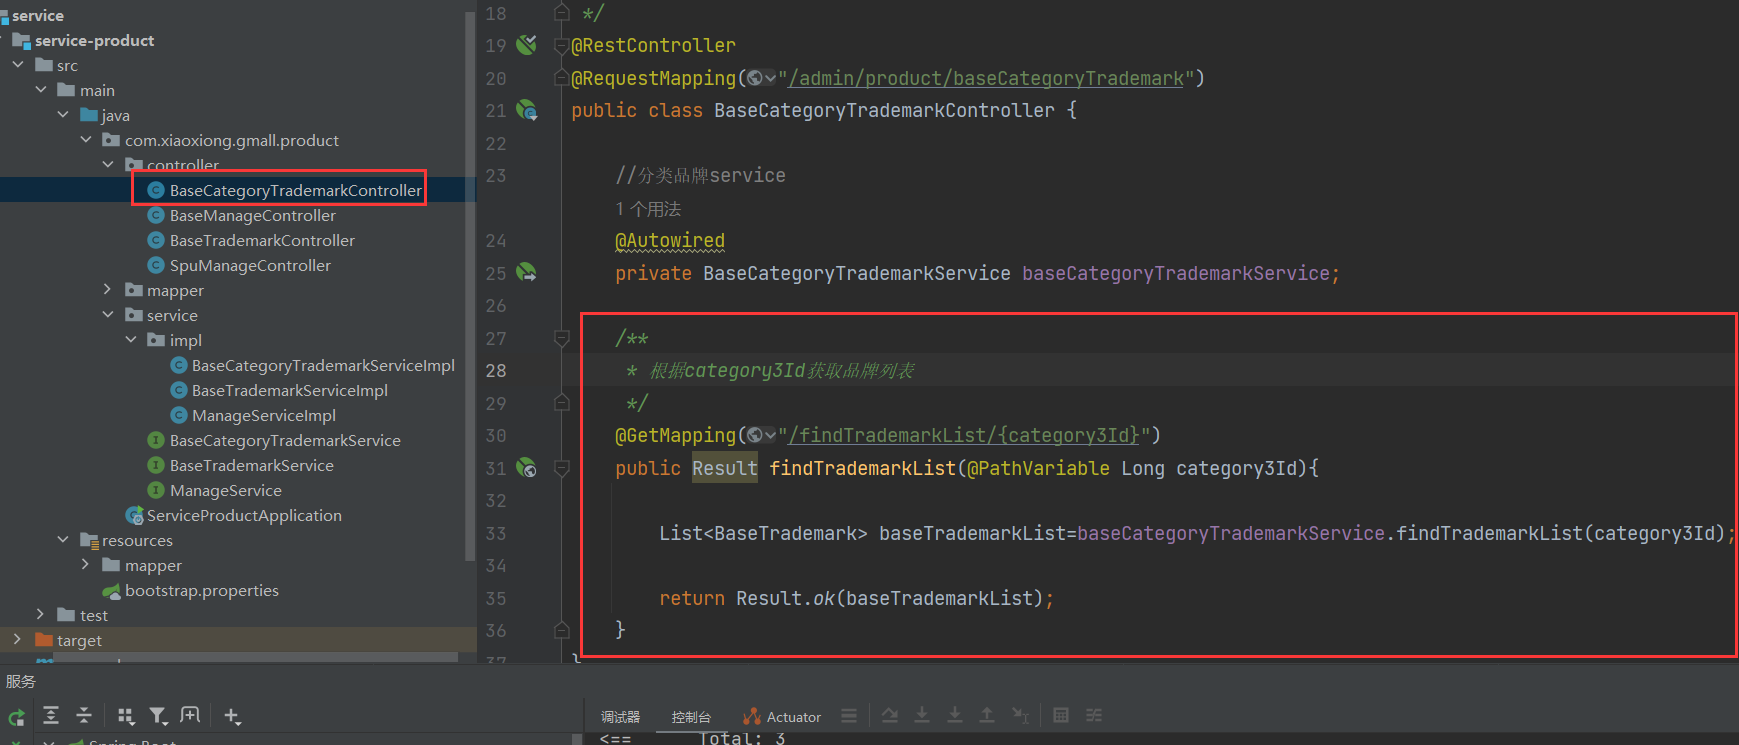 service
service-product
src
main
java
com.xiaoxiong.gmall.product
controller
BaseCategoryTrademarkController
BaseManageController
BaseTrademarkController
SpuManageController
mapper
service
impl
BaseCategoryTrademarkServiceImpl
BaseTrademarkServiceImpl
ManageServiceImpl
BaseCategoryTrademarkService
BaseTrademarkService
ManageService
ServiceProductApplication
resources
mapper
bootstrap.properties
test
target
18 */
19 @RestController
20 @RequestMapping("/admin/product/baseCategoryTrademark")
21 public class BaseCategoryTrademarkController {
22
23 //分类品牌service
1 个用法
24 @Autowired
25 private BaseCategoryTrademarkService baseCategoryTrademarkService;
26
27 /**
28 * 根据category3Id获取品牌列表
29 */
30 @GetMapping("/findTrademarkList/{category3Id}")
31 public Result findTrademarkList(@PathVariable Long category3Id){
32
33 List<BaseTrademark> baseTrademarkList=baseCategoryTrademarkService.findTrademarkList(category3Id);
34
35 return Result.ok(baseTrademarkList);
36 }
37 }
服务
调试器 控制台 Actuator
Spring Boot
<== Total: 3